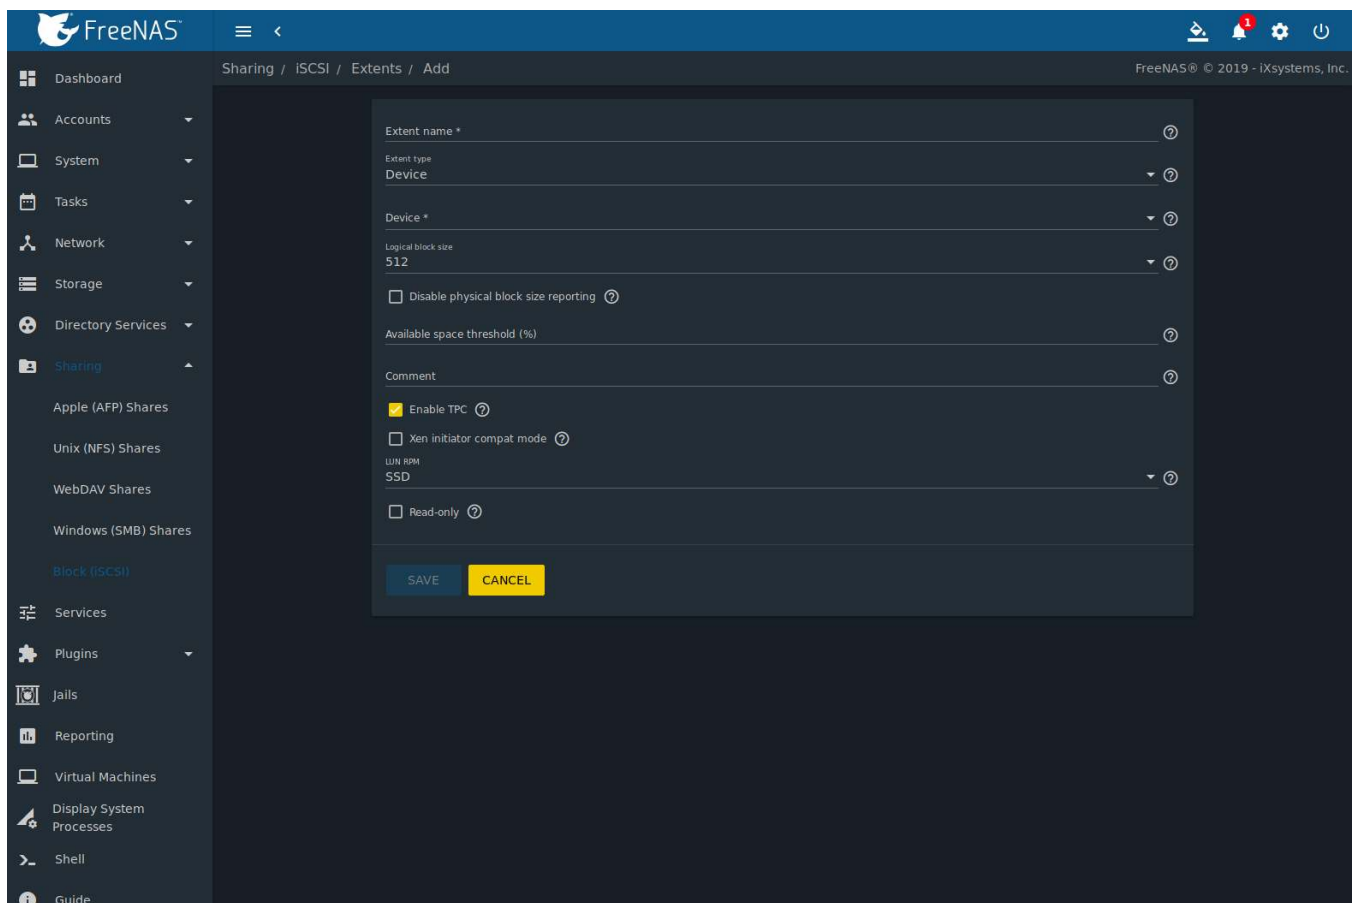 FreeNAS
1
Sharing / iSCSI / Extents / Add
FreeNAS® © 2019 - iXsystems, Inc.
Dashboard
Accounts
System
Tasks
Network
Storage
Directory Services
Sharing
Apple (AFP) Shares
Unix (NFS) Shares
WebDAV Shares
Windows (SMB) Shares
Block (iSCSI)
Services
Plugins
Jails
Reporting
Virtual Machines
Display System
Processes
Shell
Guide
Extent name *
Extent type
Device
Device *
Logical block size
512
Disable physical block size reporting
Available space threshold (%)
Comment
Enable TPC
Xen initiator compat mode
LUN RPM
SSD
Read-only
SAVE
CANCEL